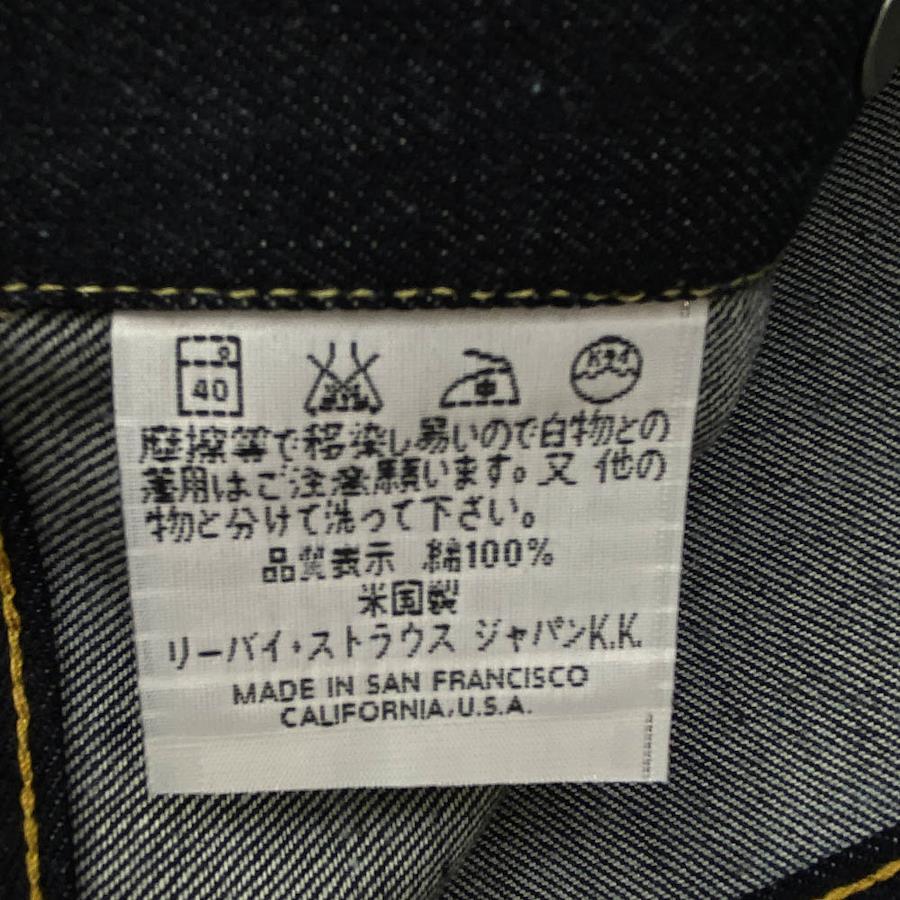 40
摩擦等で移染し易いので白物との
着用はご注意願います。又 他の
物と分けて洗って下さい。
品質表示 綿100%
米国製
リーバイ・ストラウス ジャパンK.K.
MADE IN SAN FRANCISCO
CALIFORNIA, U.S.A.